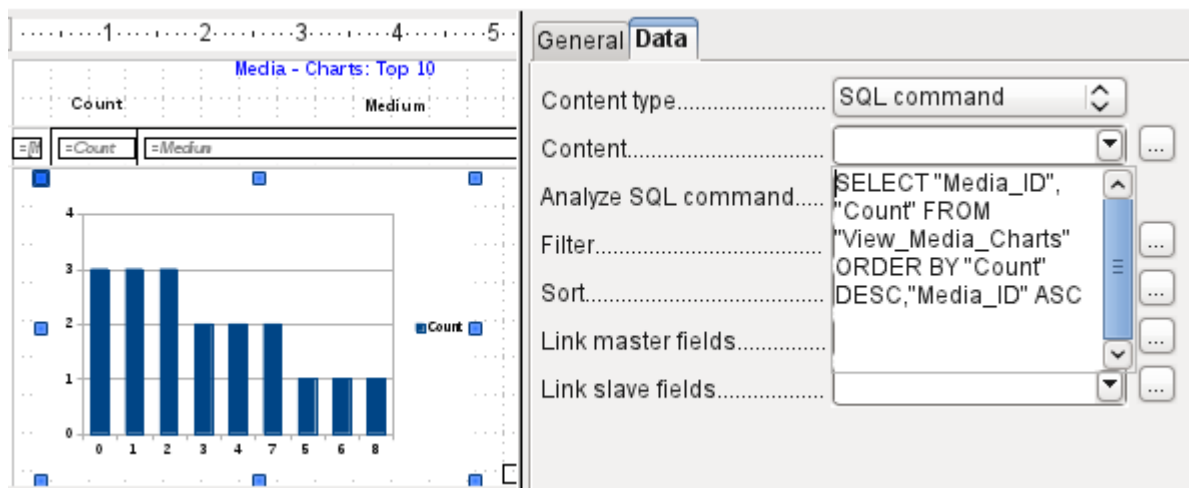 1 2 3 4 5
Media - Charts: Top 10
Count Medium
=Count =Medium
4
3
2
1
0
0 1 2 3 4 7 5 6 8
Count
General Data
Content type SQL command
Content ...
SELECT "Media_ID",
"Count" FROM
"View_Media_Charts"
ORDER BY "Count"
DESC,"Media_ID" ASC
Analyze SQL command
Filter ...
Sort ...
Link master fields ...
Link slave fields ...